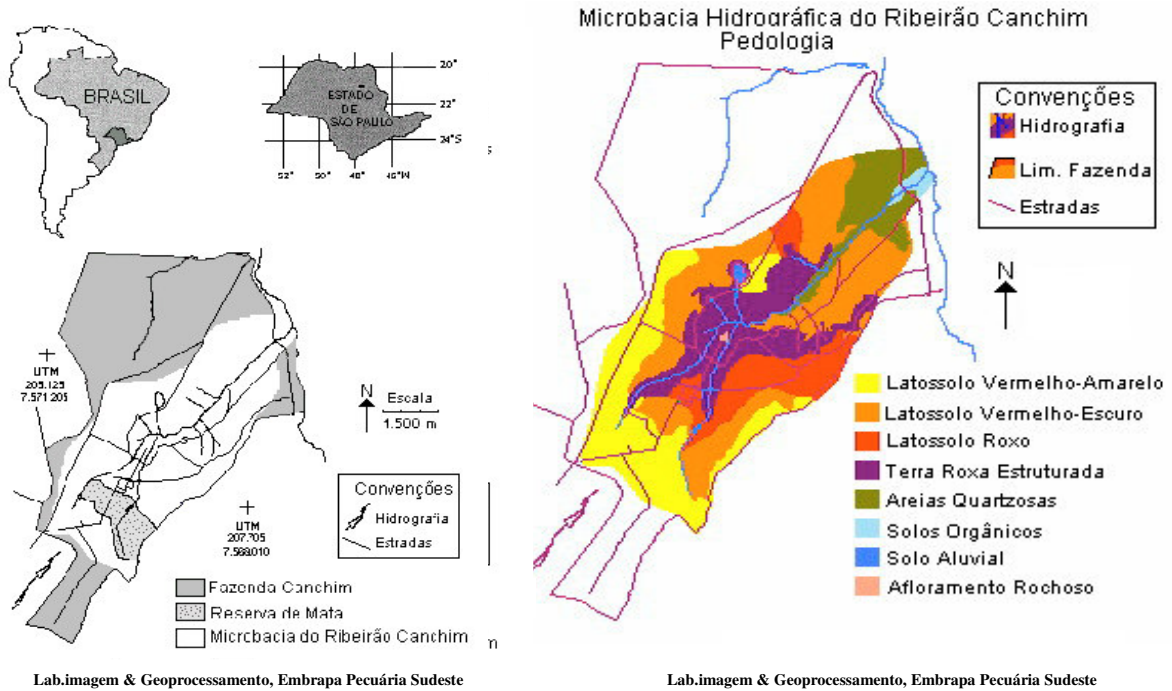 BRASIL
ESTADO
DE
SÃO PAULO
20°
22°
24°S
52°
50°
48°
46°W
UTM
7.571.205
N
Escala
1.500 m
UTM
7.568.010
Convenções
Hidrografia
Estradas
Fazenda Canchim
Reserva de Mata
Microbacia do Ribeirão Canchim
Lab.imagem & Geoprocessamento, Embrapa Pecuária Sudeste
Microbacia Hidrográfica do Ribeirão Canchim
Pedologia
Convenções
Hidrografia
Lim. Fazenda
Estradas
N
Latossolo Vermelho-Amarelo
Latossolo Vermelho-Escuro
Latossolo Roxo
Terra Roxa Estruturada
Areias Quartzosas
Solos Orgânicos
Solo Aluvial
Afloramento Rochoso
Lab.imagem & Geoprocessamento, Embrapa Pecuária Sudeste